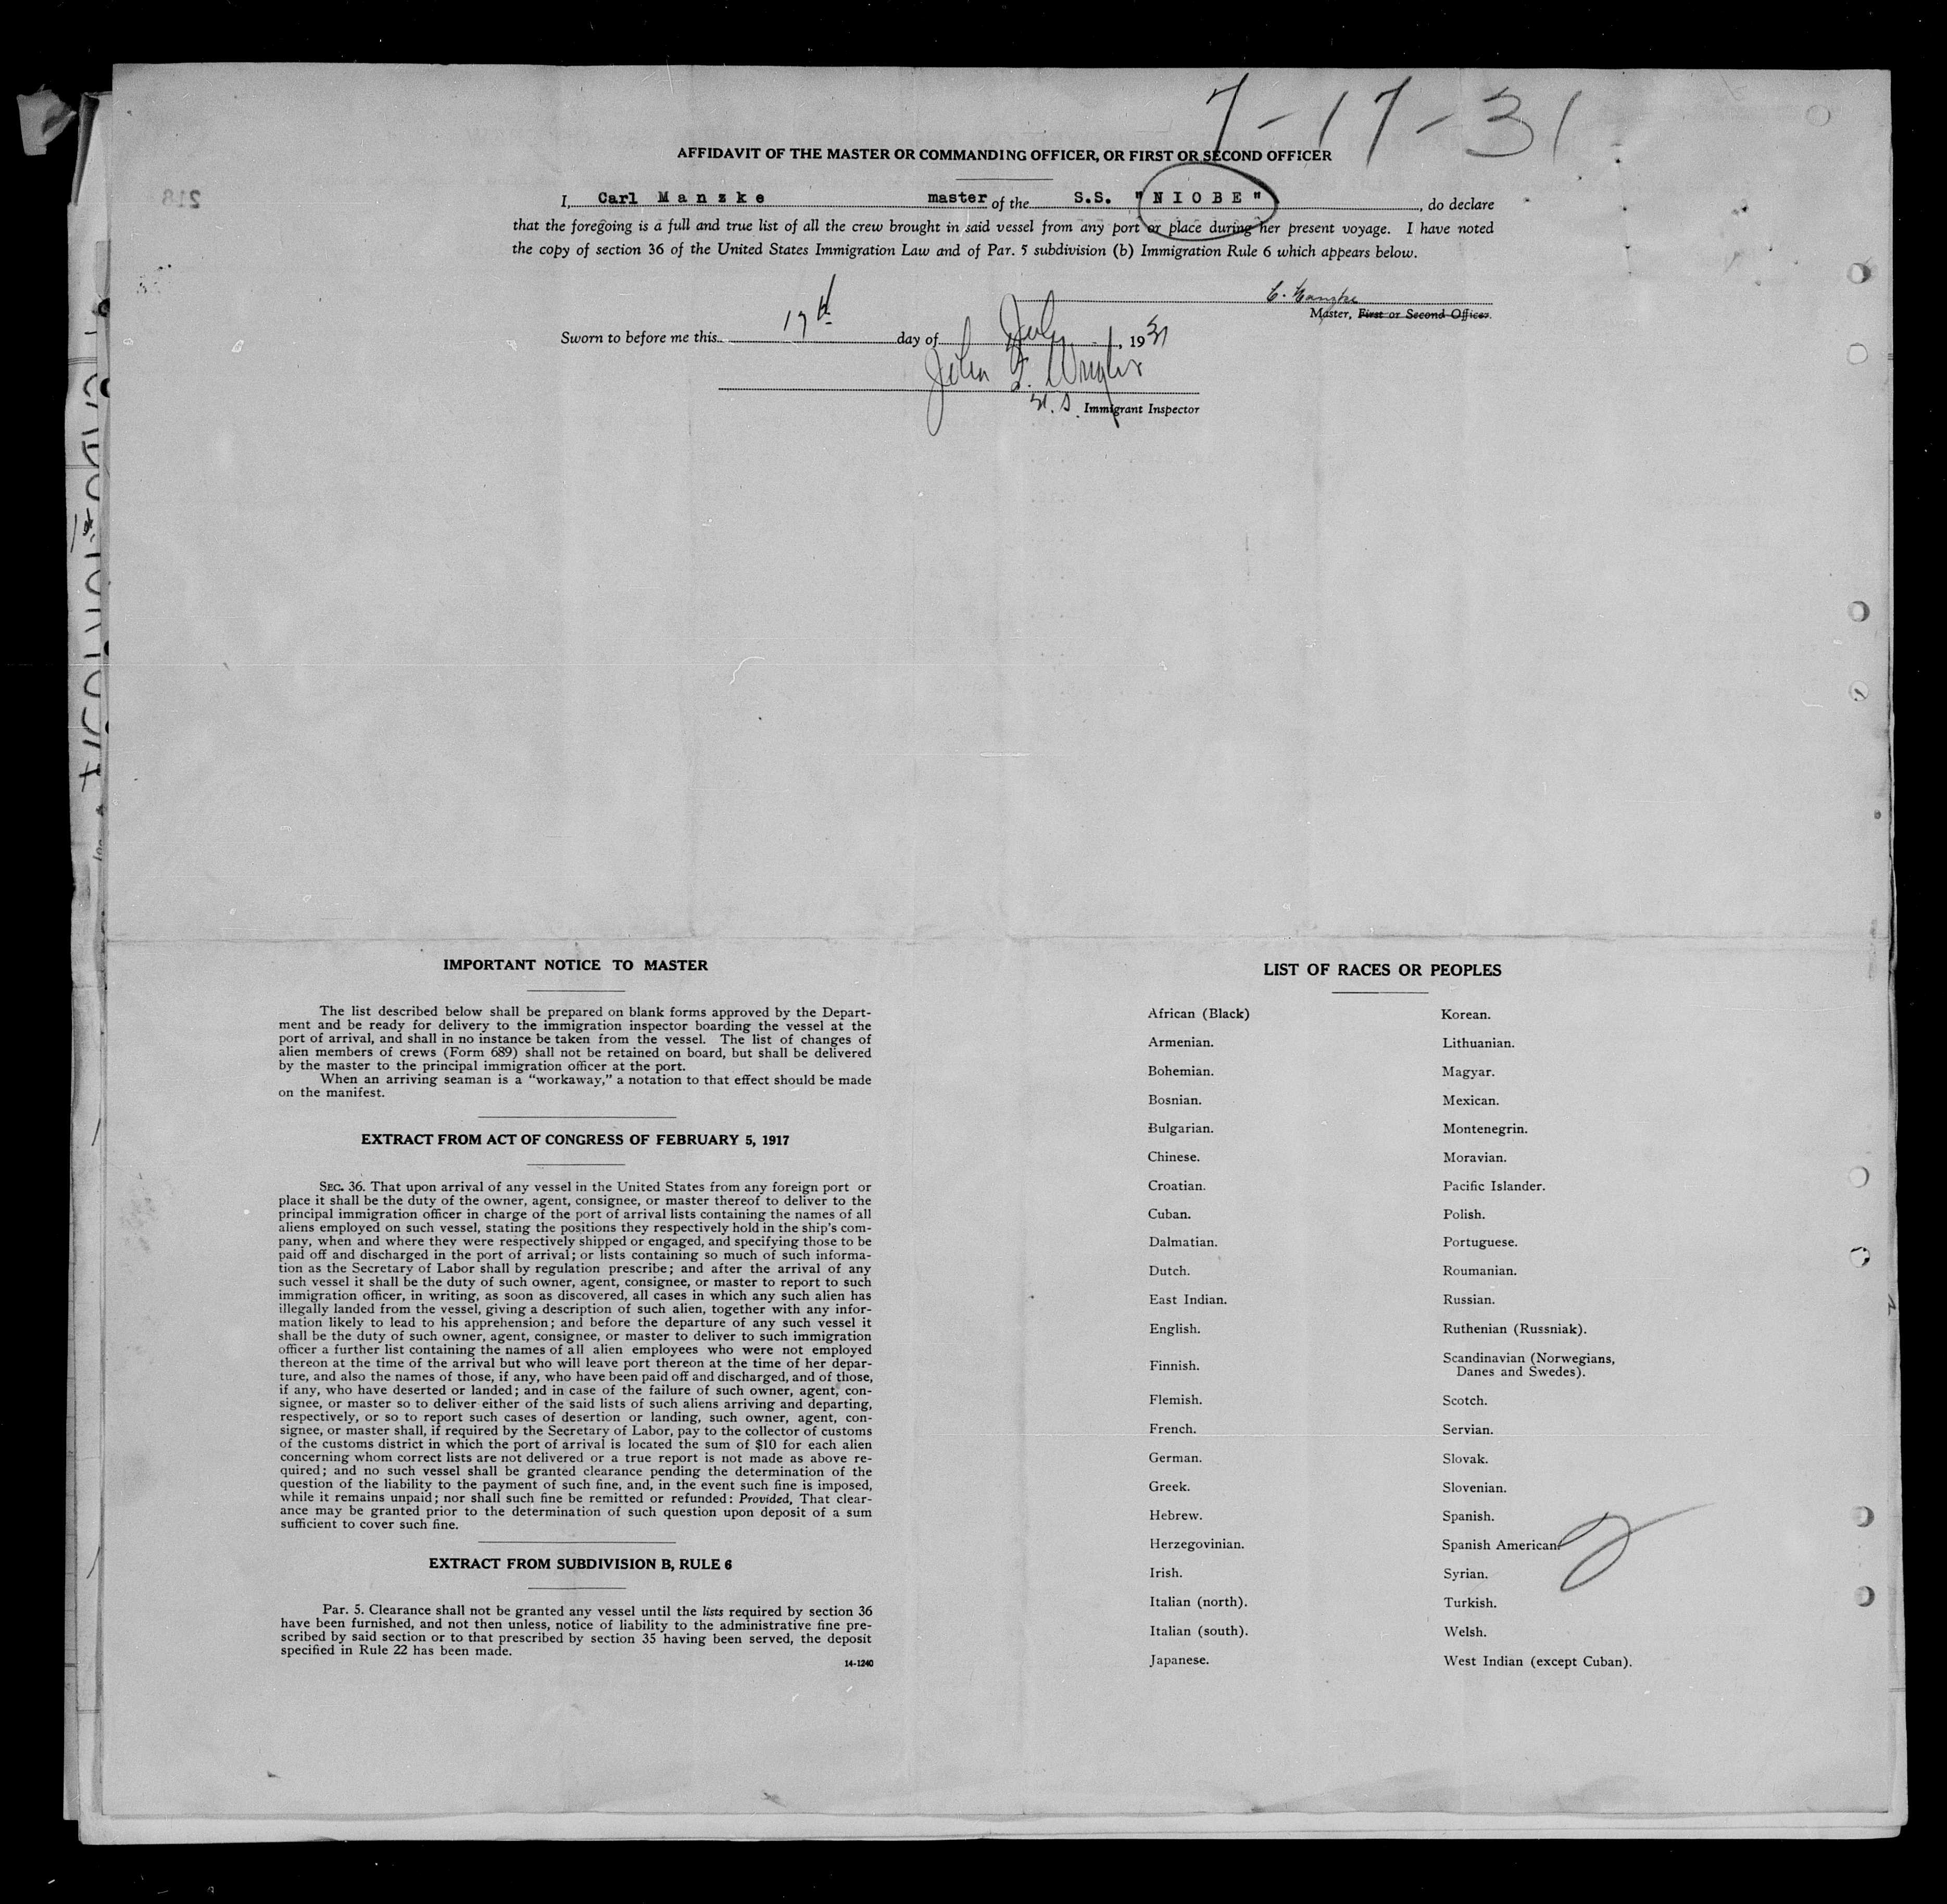 7-17-31
AFFIDAVIT OF THE MASTER OR COMMANDING OFFICER, OR FIRST OR SECOND OFFICER
I, Carl Manzke master of the S.S. "NIOBE", do declare
that the foregoing is a full and true list of all the crew brought in said vessel from any port or place during her present voyage. I have noted
the copy of section 36 of the United States Immigration Law and of Par. 5 subdivision (b) Immigration Rule 6 which appears below.
C. Manzke
Master, First or Second Officer.
Sworn to before me this 17th day of July, 1931
John F.
U.S. Immigrant Inspector
IMPORTANT NOTICE TO MASTER
The list described below shall be prepared on blank forms approved by the Depart-
ment and be ready for delivery to the immigration inspector boarding the vessel at the
port of arrival, and shall in no instance be taken from the vessel. The list of changes of
alien members of crews (Form 689) shall not be retained on board, but shall be delivered
by the master to the principal immigration officer at the port.
When an arriving seaman is a "workaway," a notation to that effect should be made
on the manifest.
EXTRACT FROM ACT OF CONGRESS OF FEBRUARY 5, 1917
SEC. 36. That upon arrival of any vessel in the United States from any foreign port or
place it shall be the duty of the owner, agent, consignee, or master thereof to deliver to the
principal immigration officer in charge of the port of arrival lists containing the names of all
aliens employed on such vessel, stating the positions they respectively hold in the ship's com-
pany, when and where they were respectively shipped or engaged, and specifying those to be
paid off and discharged in the port of arrival; or lists containing so much of such informa-
tion as the Secretary of Labor shall by regulation prescribe; and after the arrival of any
such vessel it shall be the duty of such owner, agent, consignee, or master to report to such
immigration officer, in writing, as soon as discovered, all cases in which any such alien has
illegally landed from the vessel, giving a description of such alien, together with any infor-
mation likely to lead to his apprehension; and before the departure of any such vessel it
shall be the duty of such owner, agent, consignee, or master to deliver to such immigration
officer a further list containing the names of all alien employees who were not employed
thereon at the time of the arrival but who will leave port thereon at the time of her depar-
ture, and also the names of those, if any, who have been paid off and discharged, and of those,
if any, who have deserted or landed; and in case of the failure of such owner, agent, con-
signee, or master so to deliver either of the said lists of such aliens arriving and departing,
respectively, or so to report such cases of desertion or landing, such owner, agent, con-
signee, or master shall, if required by the Secretary of Labor, pay to the collector of customs
of the customs district in which the port of arrival is located the sum of $10 for each alien
concerning whom correct lists are not delivered or a true report is not made as above re-
quired; and no such vessel shall be granted clearance pending the determination of the
question of the liability to the payment of such fine, and, in the event such fine is imposed,
while it remains unpaid; nor shall such fine be remitted or refunded: Provided, That clear-
ance may be granted prior to the determination of such question upon deposit of a sum
sufficient to cover such fine.
EXTRACT FROM SUBDIVISION B, RULE 6
Par. 5. Clearance shall not be granted any vessel until the lists required by section 36
have been furnished, and not then unless, notice of liability to the administrative fine pre-
scribed by said section or to that prescribed by section 35 having been served, the deposit
specified in Rule 22 has been made.
14-1240
LIST OF RACES OR PEOPLES
African (Black)
Armenian.
Bohemian.
Bosnian.
Bulgarian.
Chinese.
Croatian.
Cuban.
Dalmatian.
Dutch.
East Indian.
English.
Finnish.
Flemish.
French.
German.
Greek.
Hebrew.
Herzegovinian.
Irish.
Italian (north).
Italian (south).
Japanese.
Korean.
Lithuanian.
Magyar.
Mexican.
Montenegrin.
Moravian.
Pacific Islander.
Polish.
Portuguese.
Roumanian.
Russian.
Ruthenian (Russniak).
Scandinavian (Norwegians,
Danes and Swedes).
Scotch.
Servian.
Slovak.
Slovenian.
Spanish.
Spanish American.
Syrian.
Turkish.
Welsh.
West Indian (except Cuban).